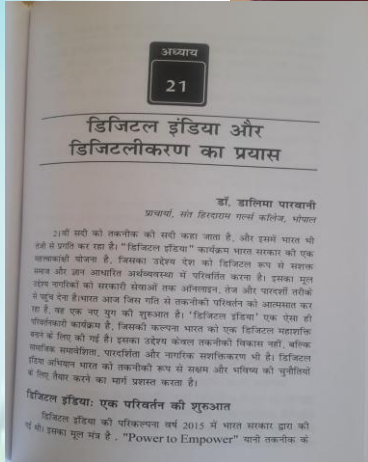 अध्याय
21
डिजिटल इंडिया और
डिजिटलीकरण का प्रयास
डॉ. डालिमा पारवानी
प्राचार्या, संत हिरदाराम गर्ल्स कॉलेज, भोपाल
21वी सदी को तकनीक की सदी कहा जाता है, और इसमें भारत भी
तेजी से प्रगति कर रहा है। "डिजिटल इंडिया" कार्यक्रम भारत सरकार की एक
महत्वाकांक्षी योजना है, जिसका उद्देश्य देश को डिजिटल रूप से सशक्त
समाज और ज्ञान आधारित अर्थव्यवस्था में परिवर्तित करना है। इसका मूल
उद्देश्य नागरिकों को सरकारी सेवाओं तक ऑनलाइन, तेज और पारदर्शी तरीके
से पहुंच देना है।भारत आज जिस गति से तकनीकी परिवर्तन को आत्मसात कर
रहा है, वह एक नए युग की शुरुआत है। 'डिजिटल इंडिया' एक ऐसा ही
परिवर्तनकारी कार्यक्रम है, जिसकी कल्पना भारत को एक डिजिटल महाशक्ति
बनाने के लिए की गई है। इसका उद्देश्य केवल तकनीकी विकास नहीं, बल्कि
सामाजिक समावेशिता, पारदर्शिता और नागरिक सशक्तिकरण भी है। डिजिटल
इंडिया अभियान भारत को तकनीकी रूप से सक्षम और भविष्य की चुनौतियों
के लिए तैयार करने का मार्ग प्रशस्त करता है।
डिजिटल इंडिया: एक परिवर्तन की शुरुआत
डिजिटल इंडिया की परिकल्पना वर्ष 2015 में भारत सरकार द्वारा की
गई थी। इसका मूल मंत्र है , "Power to Empower" यानी तकनीक के